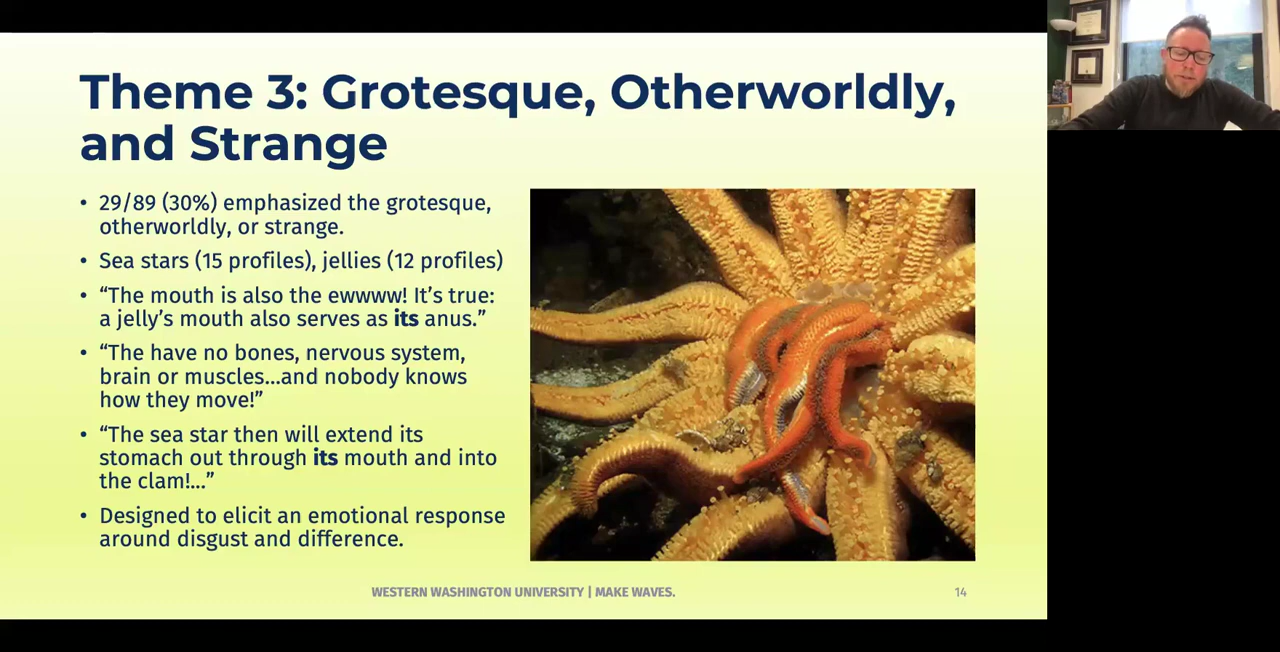 Theme 3: Grotesque, Otherworldly,
and Strange
• 29/89 (30%) emphasized the grotesque,
otherworldly, or strange.
• Sea stars (15 profiles), jellies (12 profiles)
• “The mouth is also the ewwww! It’s true:
a jelly’s mouth also serves as its anus.”
• “The have no bones, nervous system,
brain or muscles...and nobody knows
how they move!”
• “The sea star then will extend its
stomach out through its mouth and into
the clam!...”
• Designed to elicit an emotional response
around disgust and difference.
WESTERN WASHINGTON UNIVERSITY | MAKE WAVES.
14